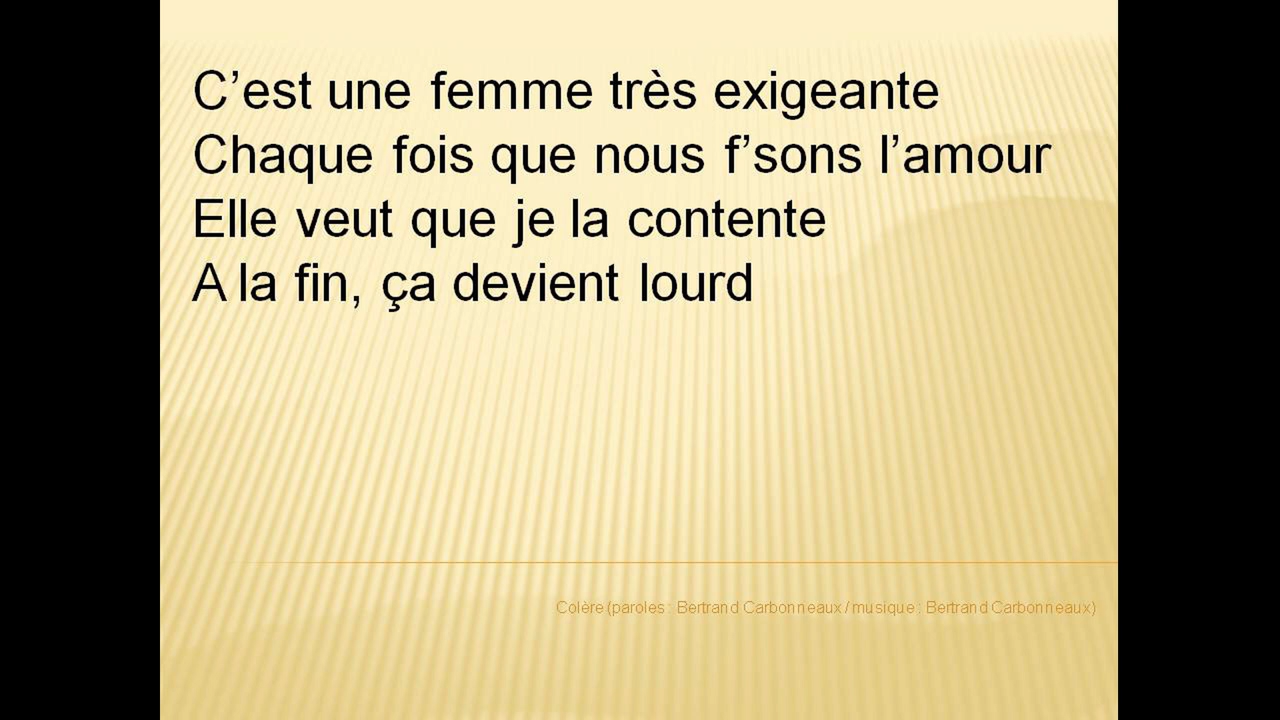 C’est une femme très exigeante
Chaque fois que nous f’sons l’amour
Elle veut que je la contente
A la fin, ça devient lourd
Colère (paroles : Bertrand Carbonneaux / musique : Bertrand Carbonneaux)